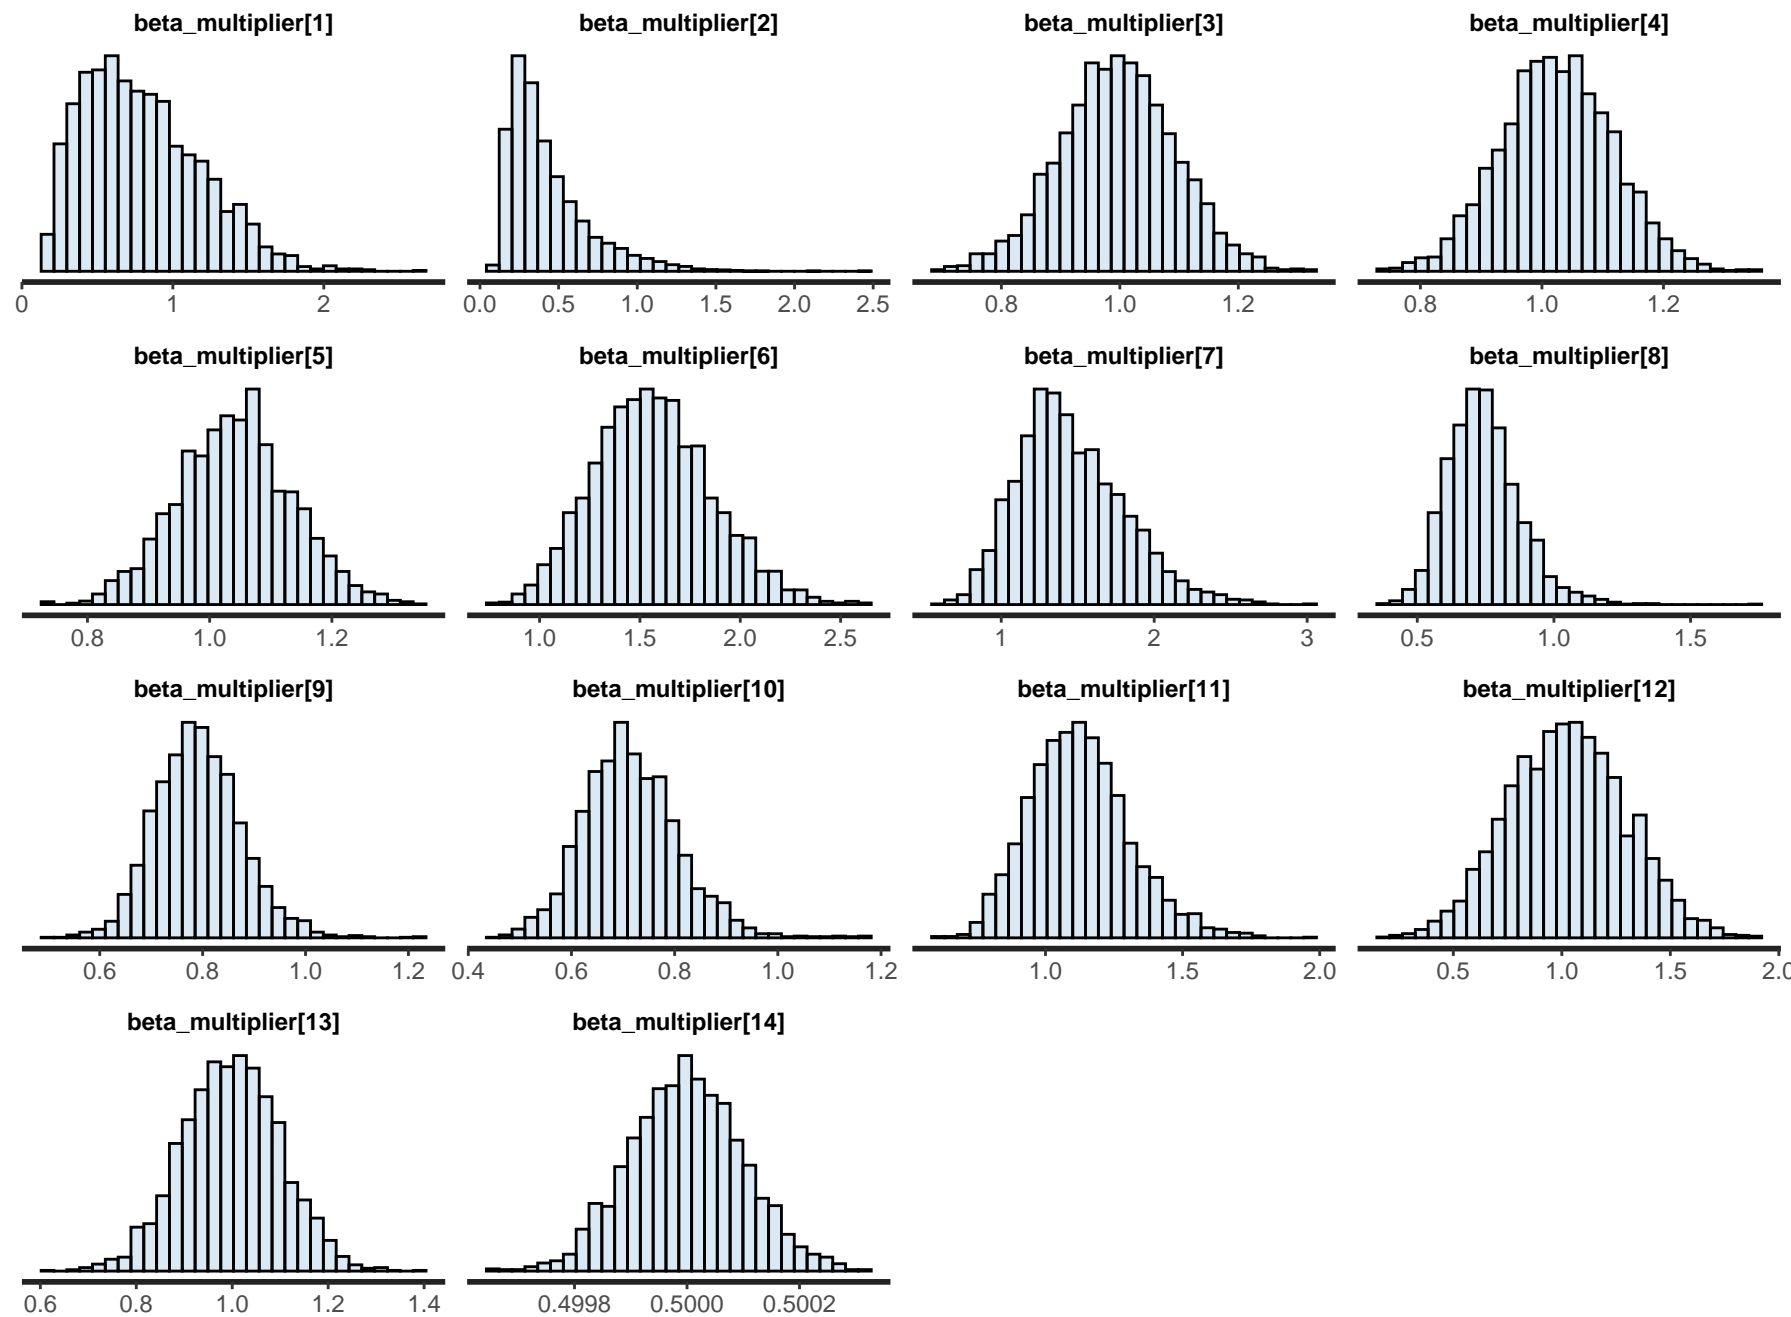 beta_multiplier[1] beta_multiplier[2] beta_multiplier[3] beta_multiplier[4]
0 1 2 0.0 0.5 1.0 1.5 2.0 2.5 0.8 1.0 1.2 0.8 1.0 1.2
beta_multiplier[5] beta_multiplier[6] beta_multiplier[7] beta_multiplier[8]
0.8 1.0 1.2 1.0 1.5 2.0 2.5 1 2 3 0.5 1.0 1.5
beta_multiplier[9] beta_multiplier[10] beta_multiplier[11] beta_multiplier[12]
0.6 0.8 1.0 1.2 0.4 0.6 0.8 1.0 1.2 1.0 1.5 2.0 0.5 1.0 1.5 2.0
beta_multiplier[13] beta_multiplier[14]
0.6 0.8 1.0 1.2 1.4 0.4998 0.5000 0.5002